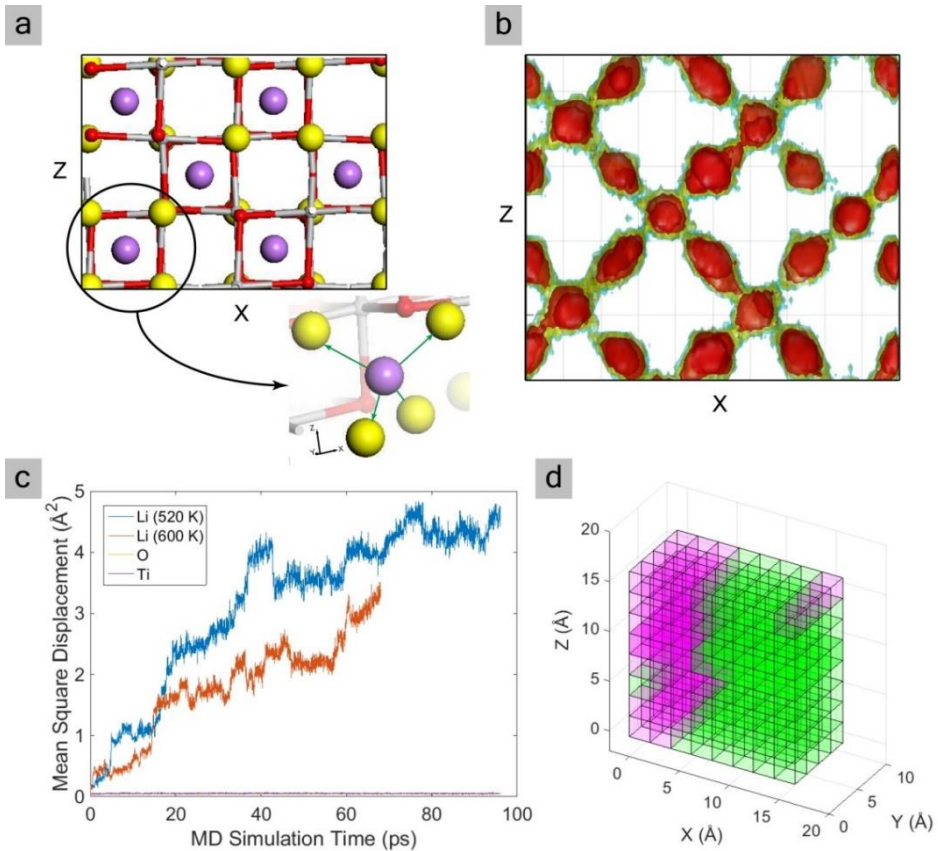 a
Z
X
Z
Y
X
b
Z
X
c
Mean Square Displacement (Å²)
5
4
3
2
1
0
Li (520 K)
Li (600 K)
O
Ti
0 20 40 60 80 100
MD Simulation Time (ps)
d
Z (Å)
20
15
10
5
0
0 5 10 15 20
X (Å)
0 5 10
Y (Å)